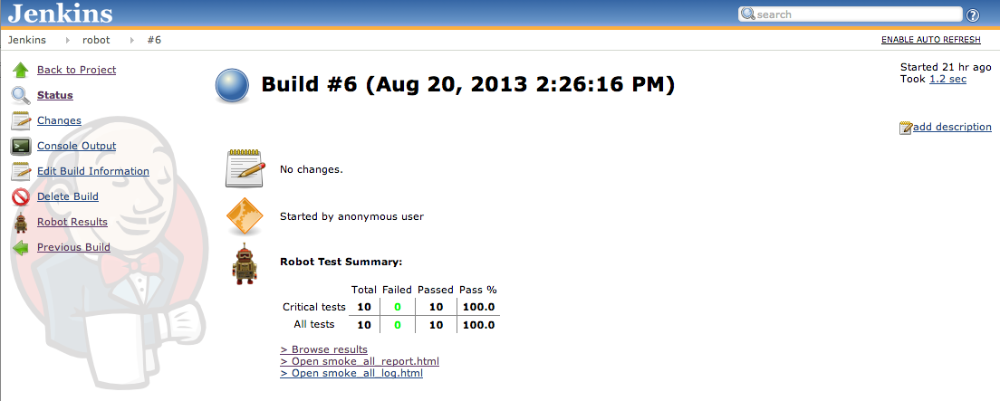 Jenkins
search
?
Jenkins robot #6
ENABLE AUTO REFRESH
Back to Project
Status
Changes
Console Output
Edit Build Information
Delete Build
Robot Results
Previous Build
Build #6 (Aug 20, 2013 2:26:16 PM)
Started 21 hr ago
Took 1.2 sec
add description
No changes.
Started by anonymous user
Robot Test Summary:
Total Failed Passed Pass %
Critical tests 10 0 10 100.0
All tests 10 0 10 100.0
> Browse results
> Open smoke_all_report.html
> Open smoke_all_log.html